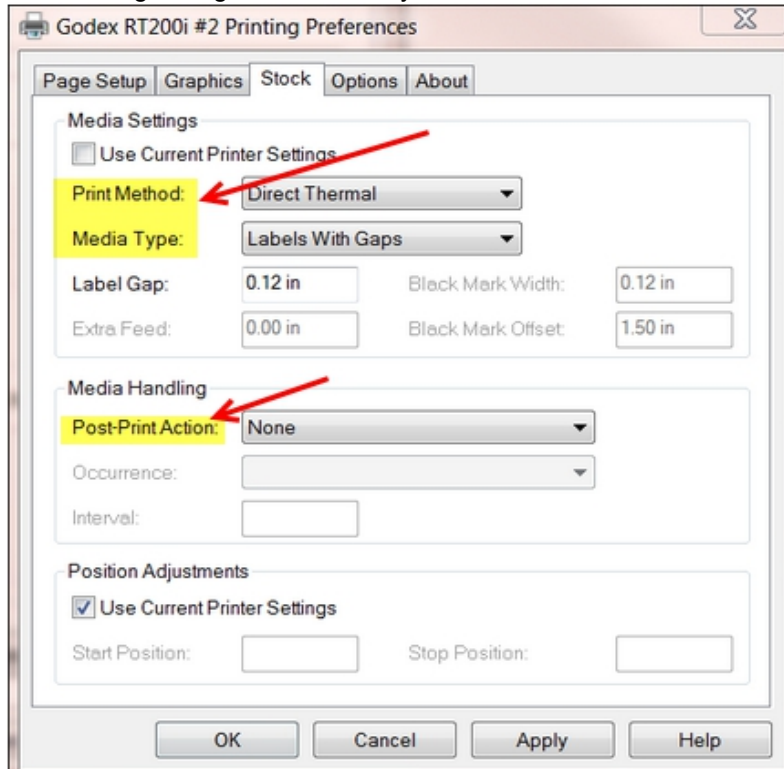 Godex RT200i #2 Printing Preferences
Page Setup Graphics Stock Options About
Media Settings
Use Current Printer Settings
Print Method: Direct Thermal
Media Type: Labels With Gaps
Label Gap: 0.12 in Black Mark Width: 0.12 in
Extra Feed: 0.00 in Black Mark Offset: 1.50 in
Media Handling
Post-Print Action: None
Occurrence:
Interval:
Position Adjustments
Use Current Printer Settings
Start Position: Stop Position:
OK Cancel Apply Help